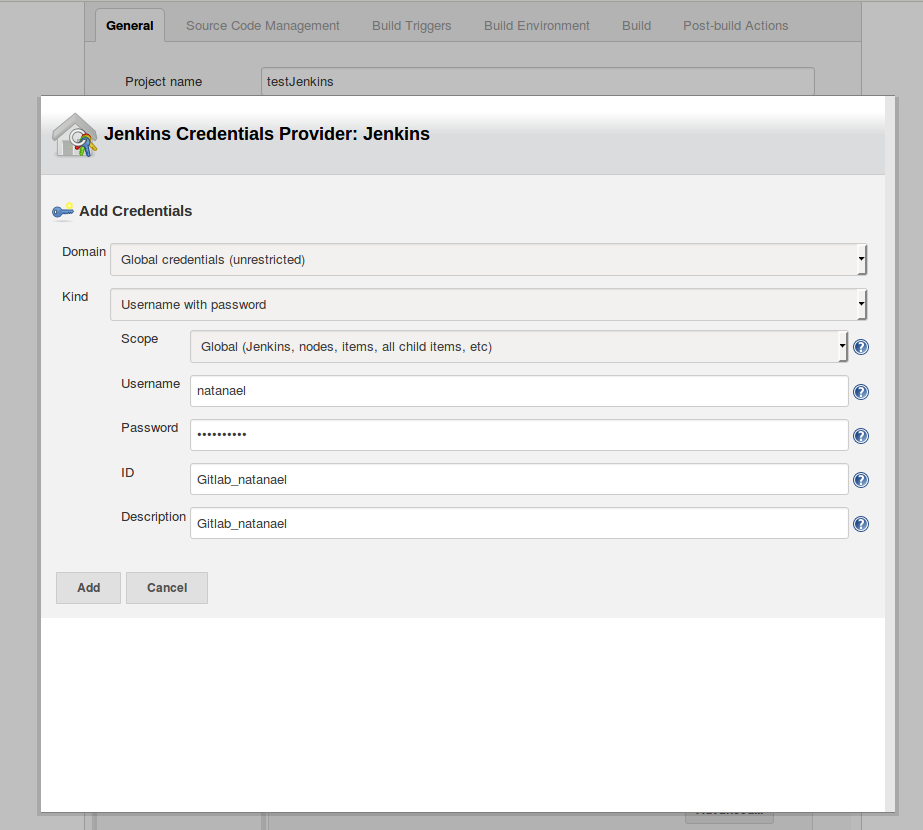 General Source Code Management Build Triggers Build Environment Build Post-build Actions
Project name testJenkins
Jenkins Credentials Provider: Jenkins
Add Credentials
Domain Global credentials (unrestricted)
Kind Username with password
Scope Global (Jenkins, nodes, items, all child items, etc)
Username natanael
Password ••••••••••
ID Gitlab_natanael
Description Gitlab_natanael
Add Cancel